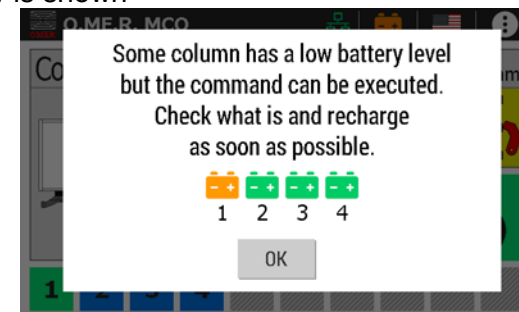 O.ME.R. MCO
Some column has a low battery level
but the command can be executed.
Check what is and recharge
as soon as possible.
1 2 3 4
OK
1